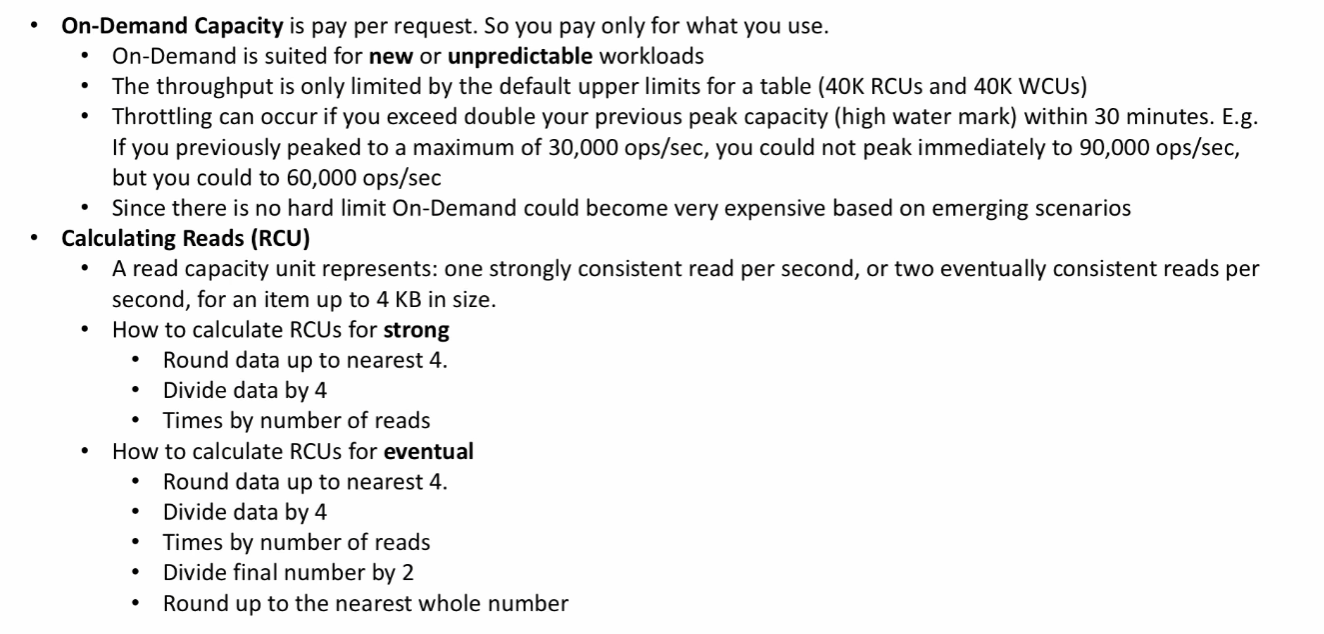 • On-Demand Capacity is pay per request. So you pay only for what you use.
• On-Demand is suited for new or unpredictable workloads
• The throughput is only limited by the default upper limits for a table (40K RCUs and 40K WCUs)
• Throttling can occur if you exceed double your previous peak capacity (high water mark) within 30 minutes. E.g.
If you previously peaked to a maximum of 30,000 ops/sec, you could not peak immediately to 90,000 ops/sec,
but you could to 60,000 ops/sec
• Since there is no hard limit On-Demand could become very expensive based on emerging scenarios
• Calculating Reads (RCU)
• A read capacity unit represents: one strongly consistent read per second, or two eventually consistent reads per
second, for an item up to 4 KB in size.
• How to calculate RCUs for strong
• Round data up to nearest 4.
• Divide data by 4
• Times by number of reads
• How to calculate RCUs for eventual
• Round data up to nearest 4.
• Divide data by 4
• Times by number of reads
• Divide final number by 2
• Round up to the nearest whole number